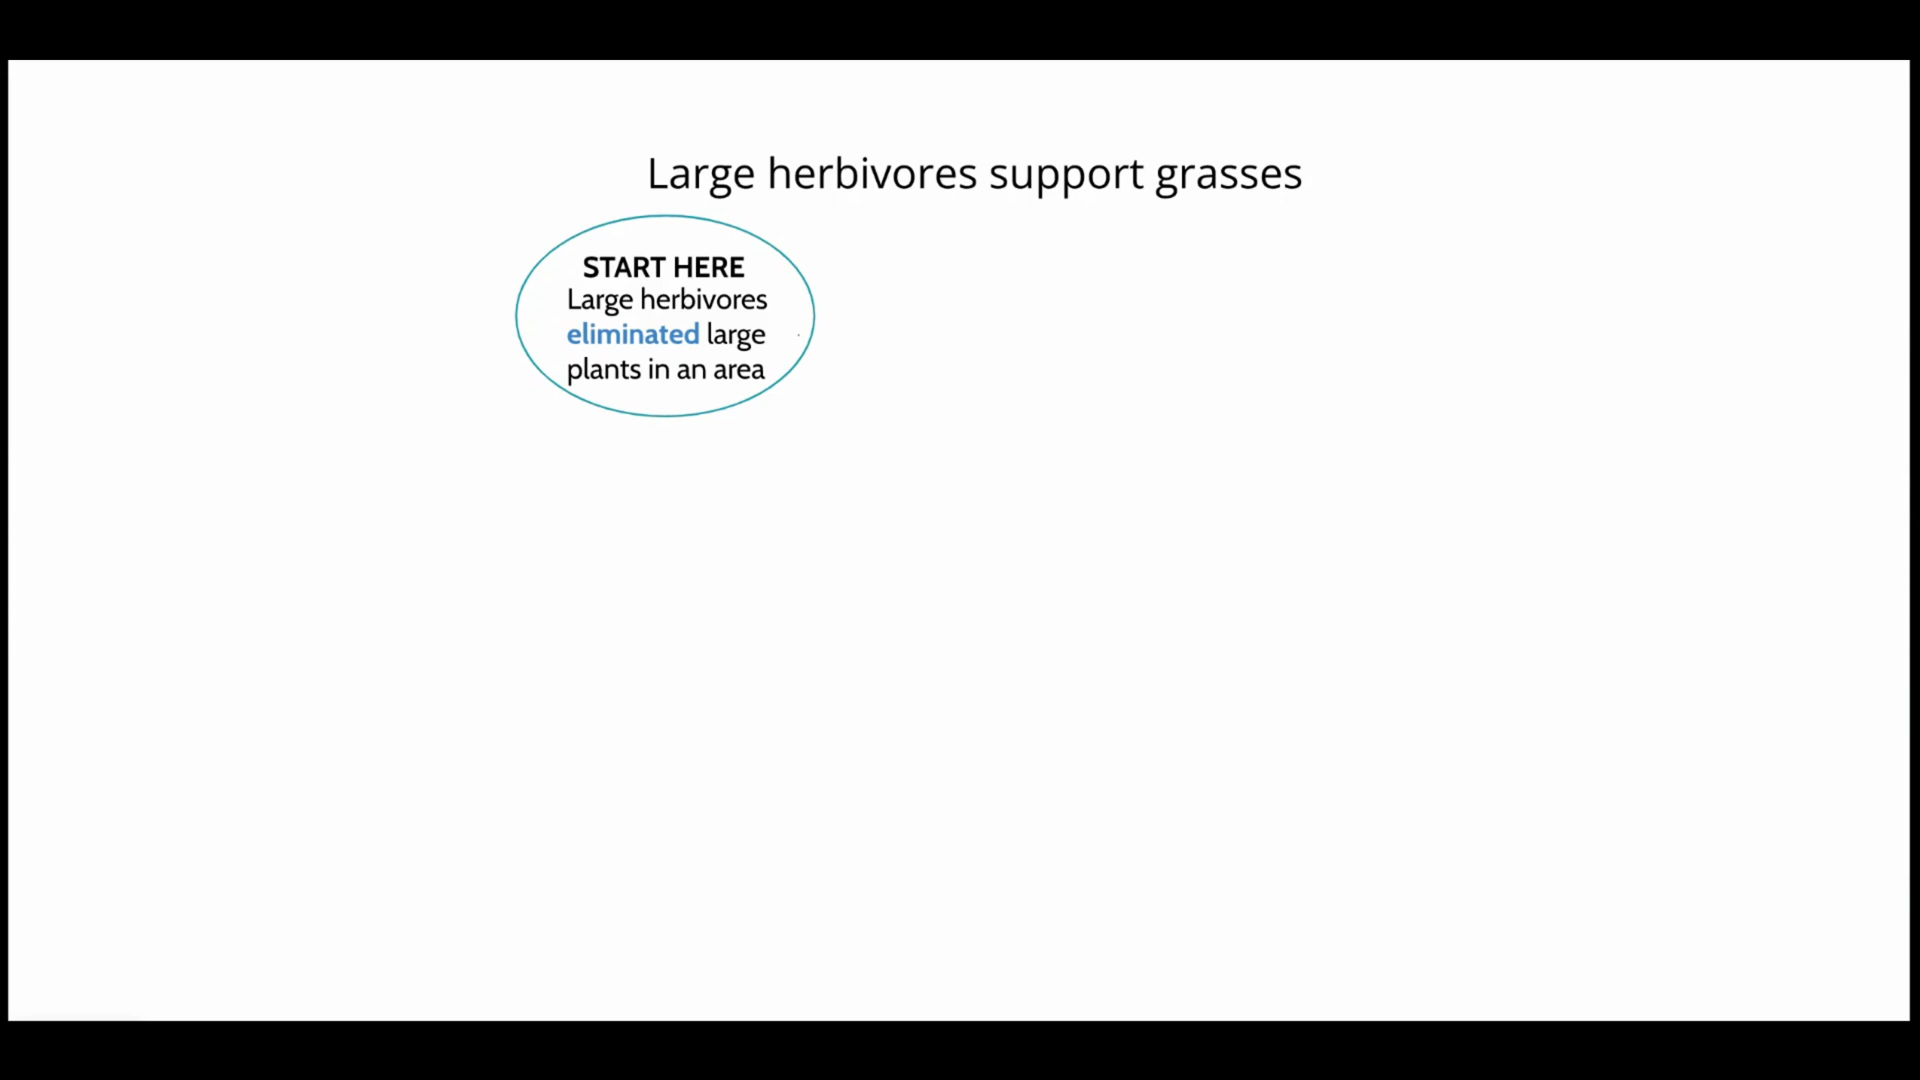 Large herbivores support grasses
START HERE
Large herbivores
eliminated large
plants in an area